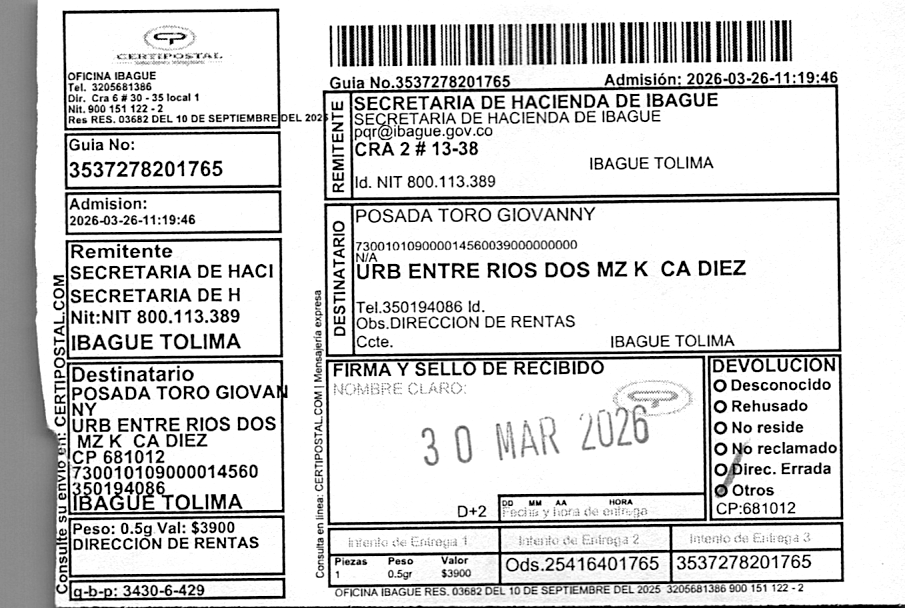 CERTIPOSTAL
OFICINA IBAGUE
Tel. 3205681386
Dir. Cra 6 # 30 - 35 local 1
Nit. 900 151 122 - 2
Res RES. 03682 DEL 10 DE SEPTIEMBRE DEL 2025
Guia No:
3537278201765
Admision:
2026-03-26-11:19:46
Remitente
SECRETARIA DE HACI
SECRETARIA DE H
Nit:NIT 800.113.389
IBAGUE TOLIMA
Destinatario
POSADA TORO GIOVAN
NY
URB ENTRE RIOS DOS
MZ K CA DIEZ
CP 681012
730010109000014560
350194086
IBAGUE TOLIMA
Peso: 0.5g Val: $3900
DIRECCION DE RENTAS
q-b-p: 3430-6-429
Consulte su envío en: CERTIPOSTAL.COM
Guia No.3537278201765 Admisión: 2026-03-26-11:19:46
REMITENTE
SECRETARIA DE HACIENDA DE IBAGUE
SECRETARIA DE HACIENDA DE IBAGUE
pqr@ibague.gov.co
CRA 2 # 13-38
IBAGUE TOLIMA
Id. NIT 800.113.389
DESTINATARIO
POSADA TORO GIOVANNY
730010109000014560039000000000
N/A
URB ENTRE RIOS DOS MZ K CA DIEZ
Tel.350194086 Id.
Obs.DIRECCION DE RENTAS
Ccte. IBAGUE TOLIMA
Consulta en línea: CERTIPOSTAL.COM | Mensajería expresa
FIRMA Y SELLO DE RECIBIDO
NOMBRE CLARO:
30 MAR 2026
D+2
DD MM AA HORA
Fecha y hora de entrega
DEVOLUCION
Desconocido
Rehusado
No reside
No reclamado
Direc. Errada
Otros
CP:681012
Intento de Entrega 1 Intento de Entrega 2 Intento de Entrega 3
Piezas Peso Valor
1 0.5gr $3900
Ods.25416401765
3537278201765
OFICINA IBAGUE RES. 03682 DEL 10 DE SEPTIEMBRE DEL 2025 3205681386 900 151 122 - 2